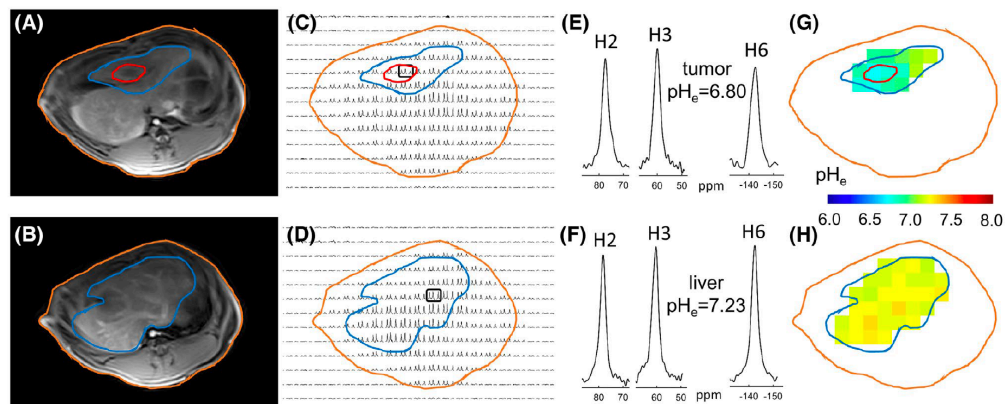 (A)
(C)
(E)
H2
H3
H6
tumor
pHe=6.80
80 70
60 50
ppm
-140 -150
ppm
(G)
pHe
6.0 6.5 7.0 7.5 8.0
(B)
(D)
(F)
H2
H3
H6
liver
pHe=7.23
80 70
60 50
ppm
-140 -150
ppm
(H)